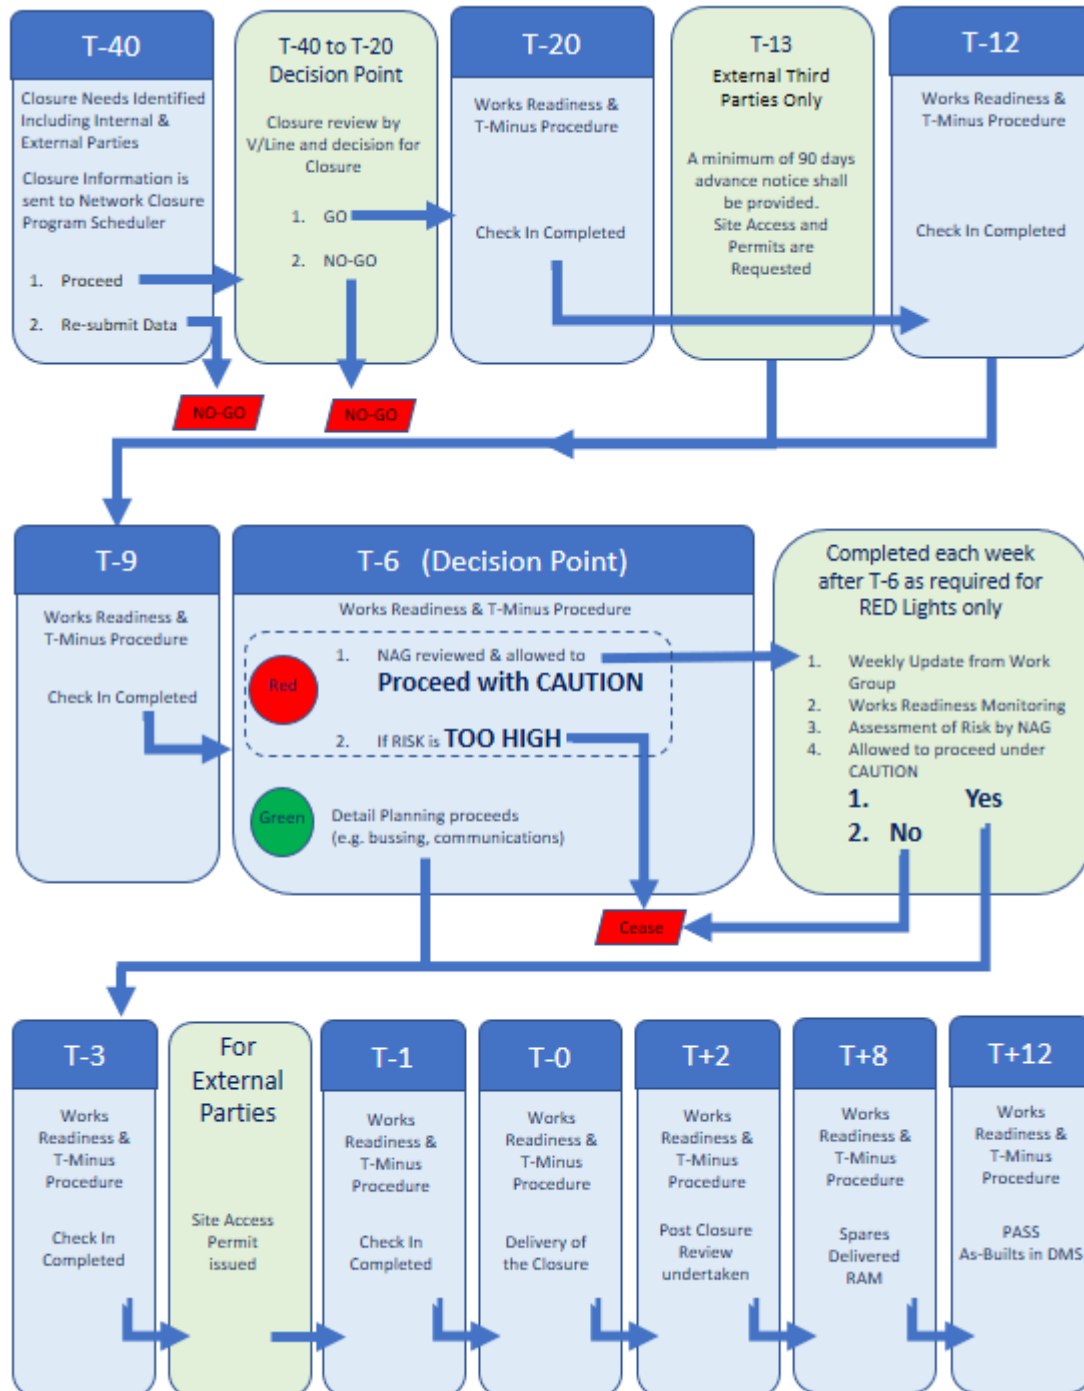 T-40
Closure Needs Identified
Including Internal &
External Parties
Closure Information is
sent to Network Closure
Program Scheduler
1. Proceed
2. Re-submit Data
NO-GO
T-40 to T-20
Decision Point
Closure review by
V/Line and decision for
Closure
1. GO
2. NO-GO
NO-GO
T-20
Works Readiness &
T-Minus Procedure
Check In Completed
T-13
External Third
Parties Only
A minimum of 90 days
advance notice shall
be provided.
Site Access and
Permits are
Requested
T-12
Works Readiness &
T-Minus Procedure
Check In Completed
T-9
Works Readiness &
T-Minus Procedure
Check In Completed
T-6 (Decision Point)
Works Readiness & T-Minus Procedure
Red
1. NAG reviewed & allowed to
Proceed with CAUTION
2. If RISK is TOO HIGH
Green
Detail Planning proceeds
(e.g. bussing, communications)
Cease
Completed each week
after T-6 as required for
RED Lights only
1. Weekly Update from Work
Group
2. Works Readiness Monitoring
3. Assessment of Risk by NAG
4. Allowed to proceed under
CAUTION
1. Yes
2. No
T-3
Works
Readiness &
T-Minus
Procedure
Check In
Completed
For
External
Parties
Site Access
Permit
issued
T-1
Works
Readiness &
T-Minus
Procedure
Check In
Completed
T-0
Works
Readiness &
T-Minus
Procedure
Delivery of
the Closure
T+2
Works
Readiness &
T-Minus
Procedure
Post Closure
Review
undertaken
T+8
Works
Readiness &
T-Minus
Procedure
Spares
Delivered
RAM
T+12
Works
Readiness &
T-Minus
Procedure
PASS
As-Builts in DMS